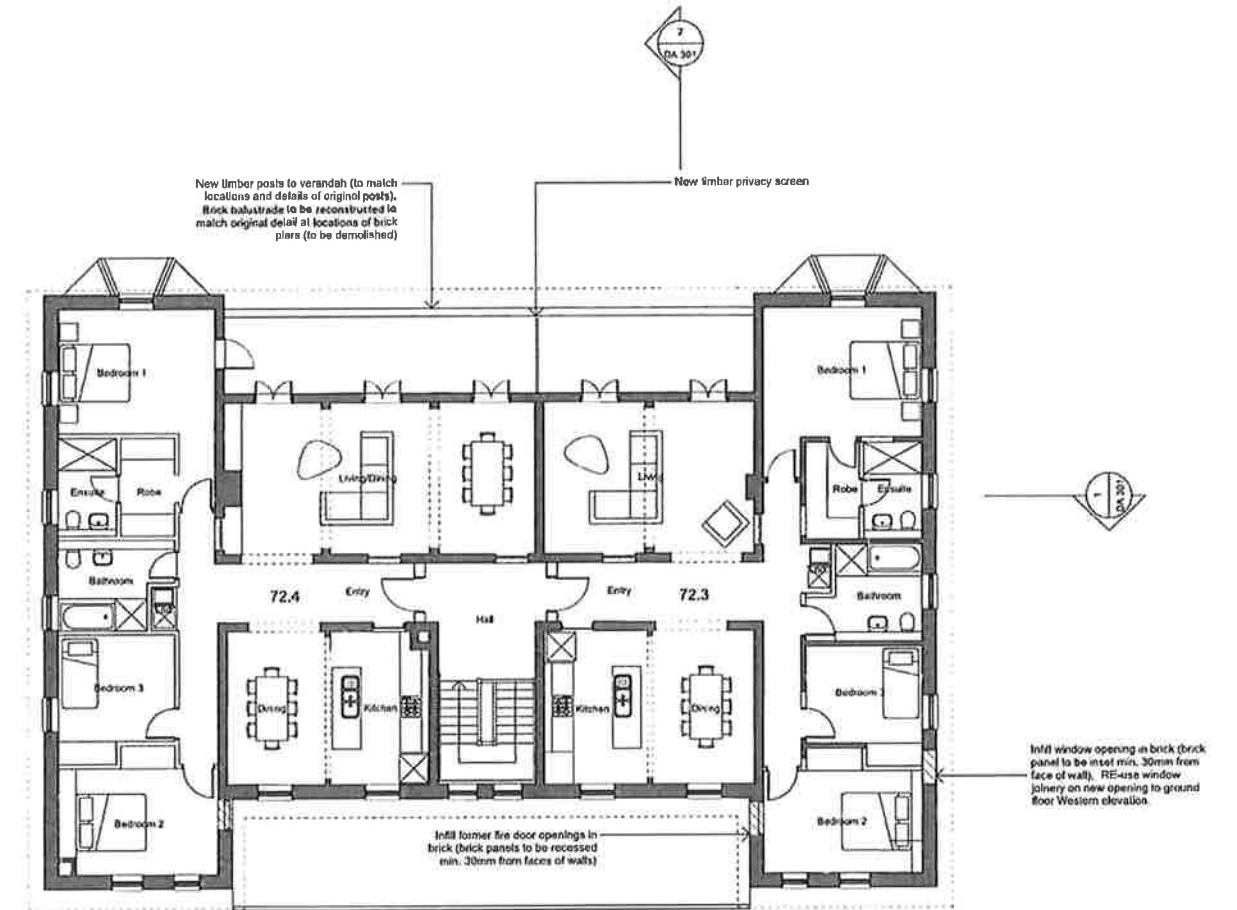 2
DA 301
New timber posts to verandah (to match
locations and details of original posts).
Brick balustrade to be reconstructed to
match original detail at locations of brick
piers (to be demolished)
New timber privacy screen
Bedroom 1
Bedroom 1
Ensuite
Robe
Living/Dining
Living
Robe
Ensuite
1
DA 301
Bathroom
72.4
Entry
Hall
Entry
72.3
Bathroom
Bedroom 3
Dining
Kitchen
Kitchen
Dining
Bedroom
Infill window opening in brick (brick
panel to be inset min. 30mm from
face of wall). RE-use window
joinery on new opening to ground
floor Western elevation.
Bedroom 2
Infill former fire door openings in
brick (brick panels to be recessed
min. 30mm from faces of walls)
Bedroom 2